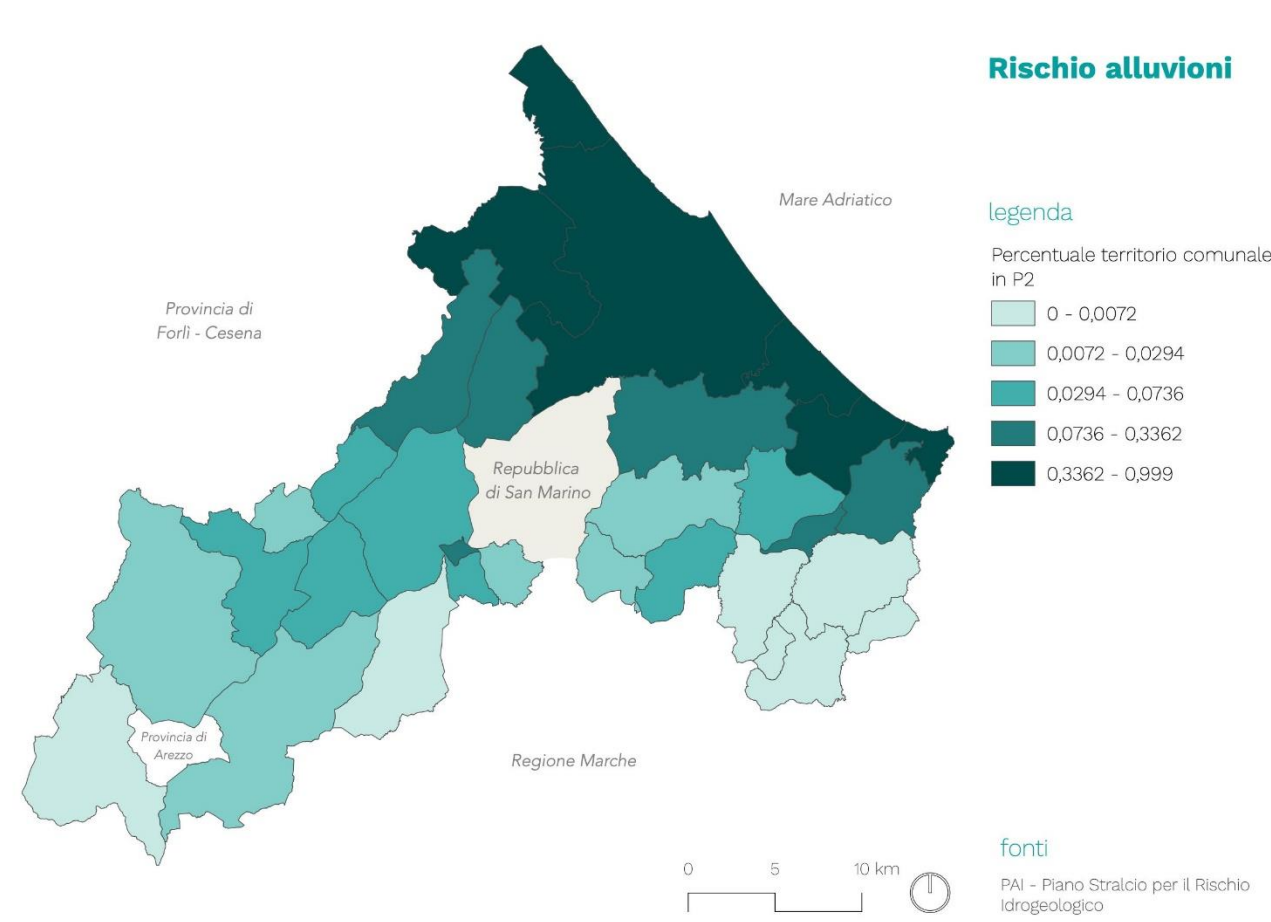 Rischio alluvioni
Mare Adriatico
legenda
Percentuale territorio comunale
in P2
0 - 0,0072
0,0072 - 0,0294
0,0294 - 0,0736
0,0736 - 0,3362
0,3362 - 0,999
Provincia di
Forlì - Cesena
Repubblica
di San Marino
Provincia di
Arezzo
Regione Marche
0 5 10 km
fonti
PAI - Piano Stralcio per il Rischio
Idrogeologico